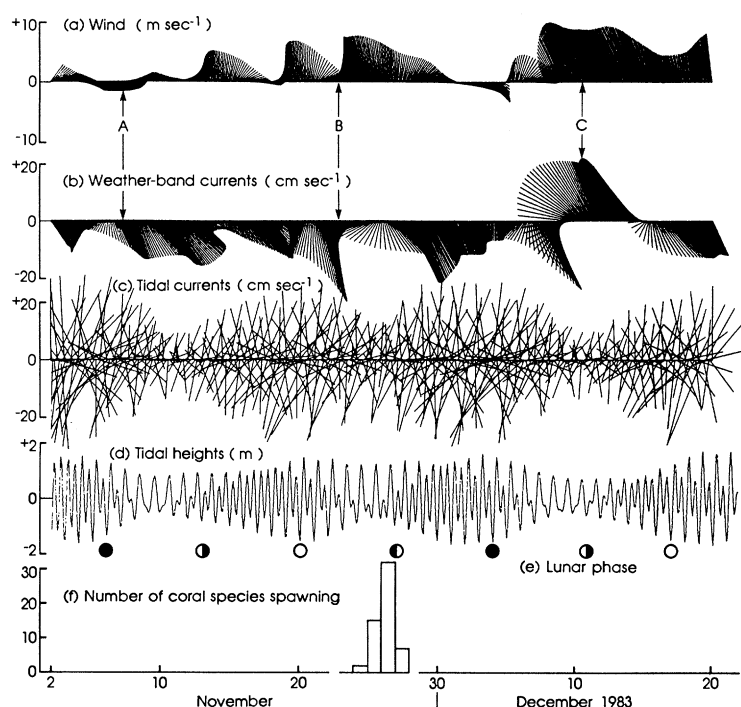 +10
(a) Wind ( m sec⁻¹ )
0
A
B
C
-10
+20
(b) Weather-band currents ( cm sec⁻¹ )
0
-20
(c) Tidal currents ( cm sec⁻¹ )
+20
0
-20
+2
(d) Tidal heights ( m )
0
-2
(e) Lunar phase
30
(f) Number of coral species spawning
20
10
0
2 10 20 30 10 20
November December 1983